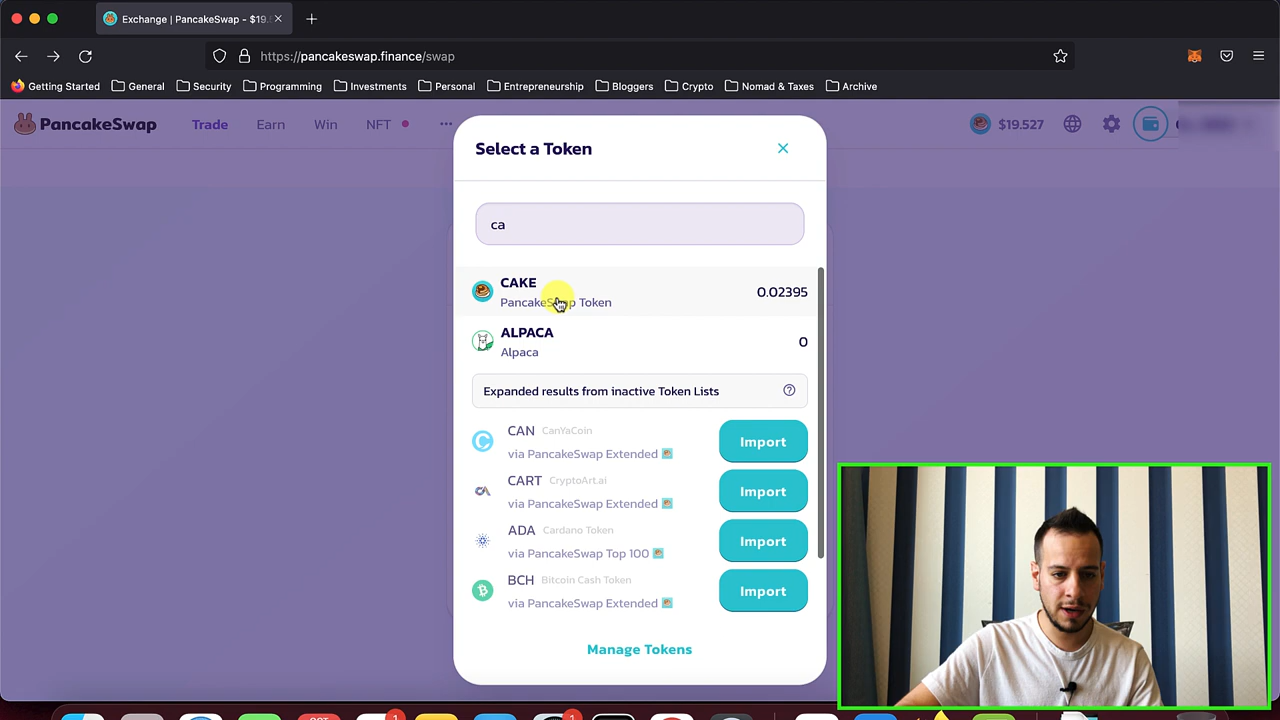 Exchange | PancakeSwap - $19.
https://pancakeswap.finance/swap
Getting Started General Security Programming Investments Personal Entrepreneurship Bloggers Crypto Nomad & Taxes Archive
PancakeSwap Trade Earn Win NFT $19.527
Select a Token
ca
CAKE
PancakeSwap Token
0.02395
ALPACA
Alpaca
0
Expanded results from inactive Token Lists
CAN CanYaCoin
via PancakeSwap Extended
Import
CART CryptoArt.ai
via PancakeSwap Extended
Import
ADA Cardano Token
via PancakeSwap Top 100
Import
BCH Bitcoin Cash Token
via PancakeSwap Extended
Import
Manage Tokens